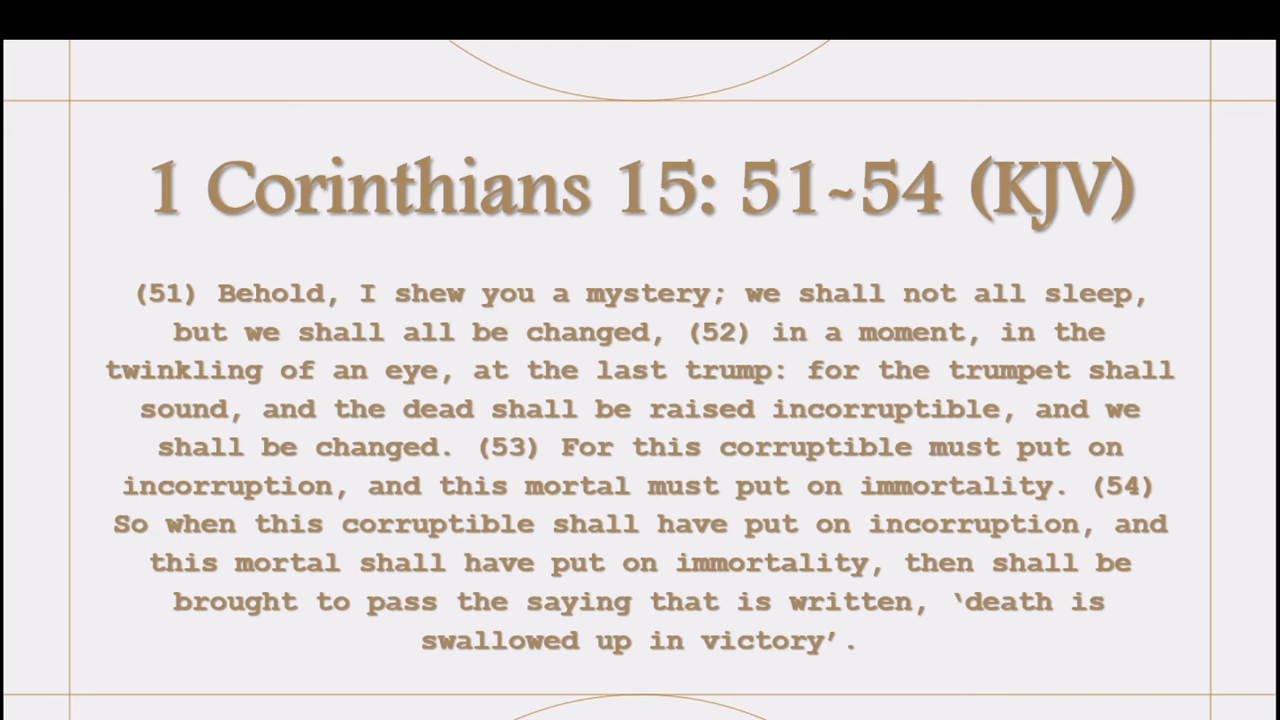 1 Corinthians 15: 51-54 (KJV)
(51) Behold, I shew you a mystery; we shall not all sleep,
but we shall all be changed, (52) in a moment, in the
twinkling of an eye, at the last trump: for the trumpet shall
sound, and the dead shall be raised incorruptible, and we
shall be changed. (53) For this corruptible must put on
incorruption, and this mortal must put on immortality. (54)
So when this corruptible shall have put on incorruption, and
this mortal shall have put on immortality, then shall be
brought to pass the saying that is written, ‘death is
swallowed up in victory’.